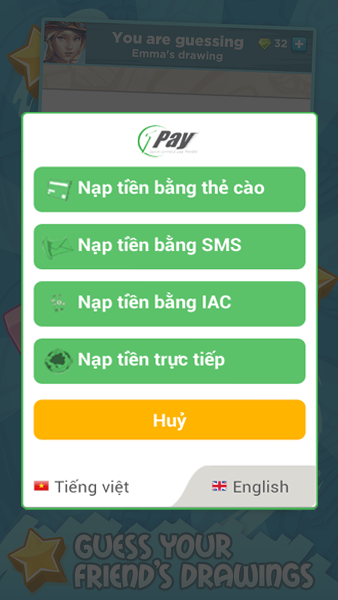 You are guessing
32
Emma's drawing
Pay
Nạp tiền bằng thẻ cào
Nạp tiền bằng SMS
Nạp tiền bằng IAC
Nạp tiền trực tiếp
Huỷ
Tiếng việt
English
GUESS YOUR
FRIEND'S DRAWINGS